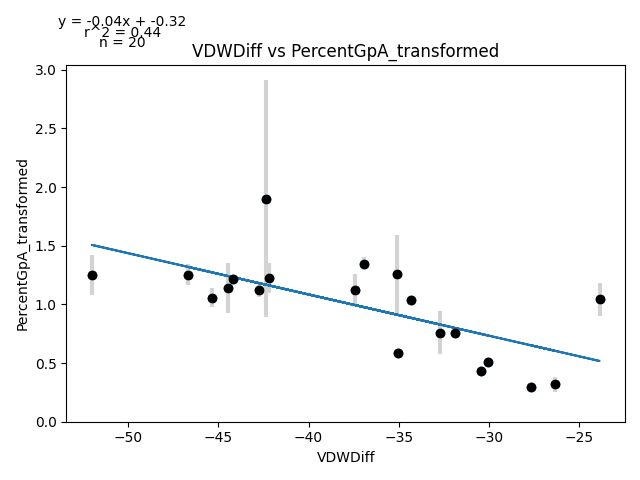 y = -0.04x + -0.32
r^2 = 0.44
n = 20
VDWDiff vs PercentGpA_transformed
3.0
2.5
2.0
1.5
1.0
0.5
0.0
PercentGpA_transformed
−50
−45
−40
−35
−30
−25
VDWDiff